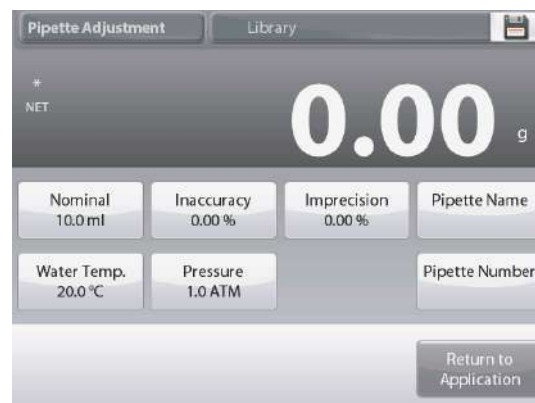 Pipette Adjustment Library
*
NET
0.00 g
Nominal Inaccuracy Imprecision Pipette Name
10.0 ml 0.00 % 0.00 %
Water Temp. Pressure Pipette Number
20.0 °C 1.0 ATM
Return to
Application